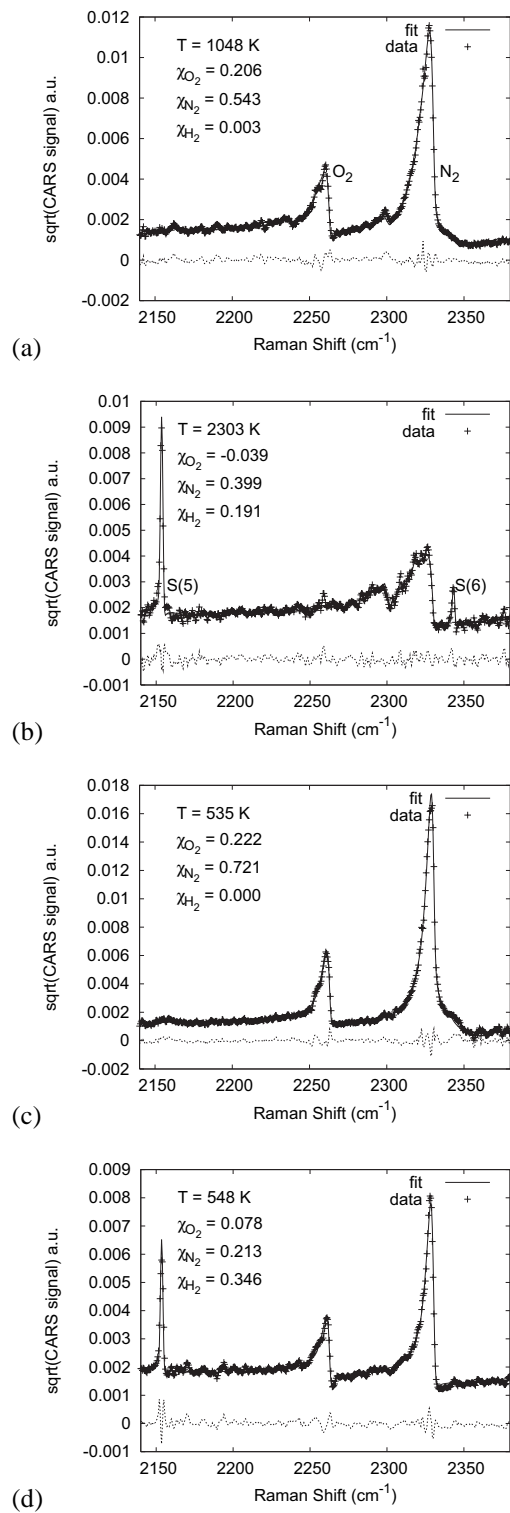 0.012
0.01
0.008
0.006
0.004
0.002
0
-0.002
sqrt(CARS signal) a.u.
T = 1048 K
χO2 = 0.206
χN2 = 0.543
χH2 = 0.003
fit
data
O2
N2
2150 2200 2250 2300 2350
Raman Shift (cm-1)
(a)
0.01
0.009
0.008
0.007
0.006
0.005
0.004
0.003
0.002
0.001
0
-0.001
sqrt(CARS signal) a.u.
T = 2303 K
χO2 = -0.039
χN2 = 0.399
χH2 = 0.191
fit
data
S(5)
S(6)
2150 2200 2250 2300 2350
Raman Shift (cm-1)
(b)
0.018
0.016
0.014
0.012
0.01
0.008
0.006
0.004
0.002
0
-0.002
sqrt(CARS signal) a.u.
T = 535 K
χO2 = 0.222
χN2 = 0.721
χH2 = 0.000
fit
data
2150 2200 2250 2300 2350
Raman Shift (cm-1)
(c)
0.009
0.008
0.007
0.006
0.005
0.004
0.003
0.002
0.001
0
-0.001
sqrt(CARS signal) a.u.
T = 548 K
χO2 = 0.078
χN2 = 0.213
χH2 = 0.346
fit
data
2150 2200 2250 2300 2350
Raman Shift (cm-1)
(d)